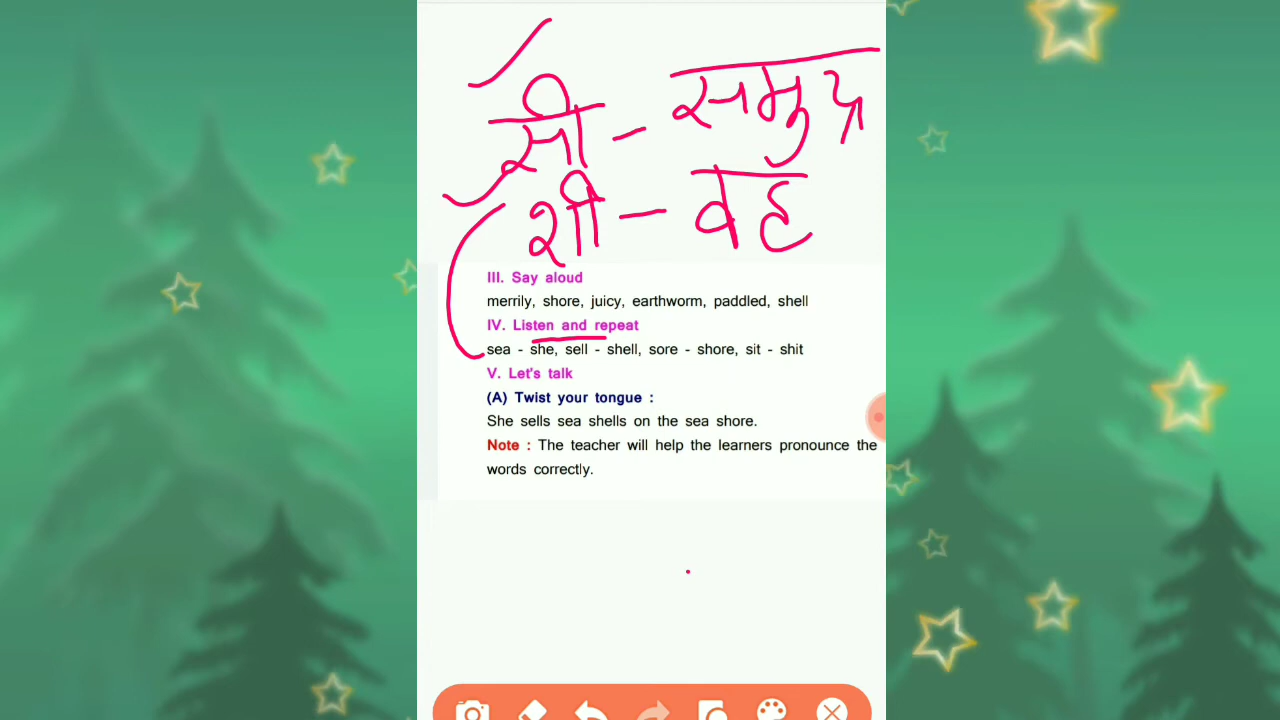 सी - समुद्र
शी - वह
III. Say aloud
merrily, shore, juicy, earthworm, paddled, shell
IV. Listen and repeat
sea - she, sell - shell, sore - shore, sit - shit
V. Let's talk
(A) Twist your tongue :
She sells sea shells on the sea shore.
Note : The teacher will help the learners pronounce the
words correctly.